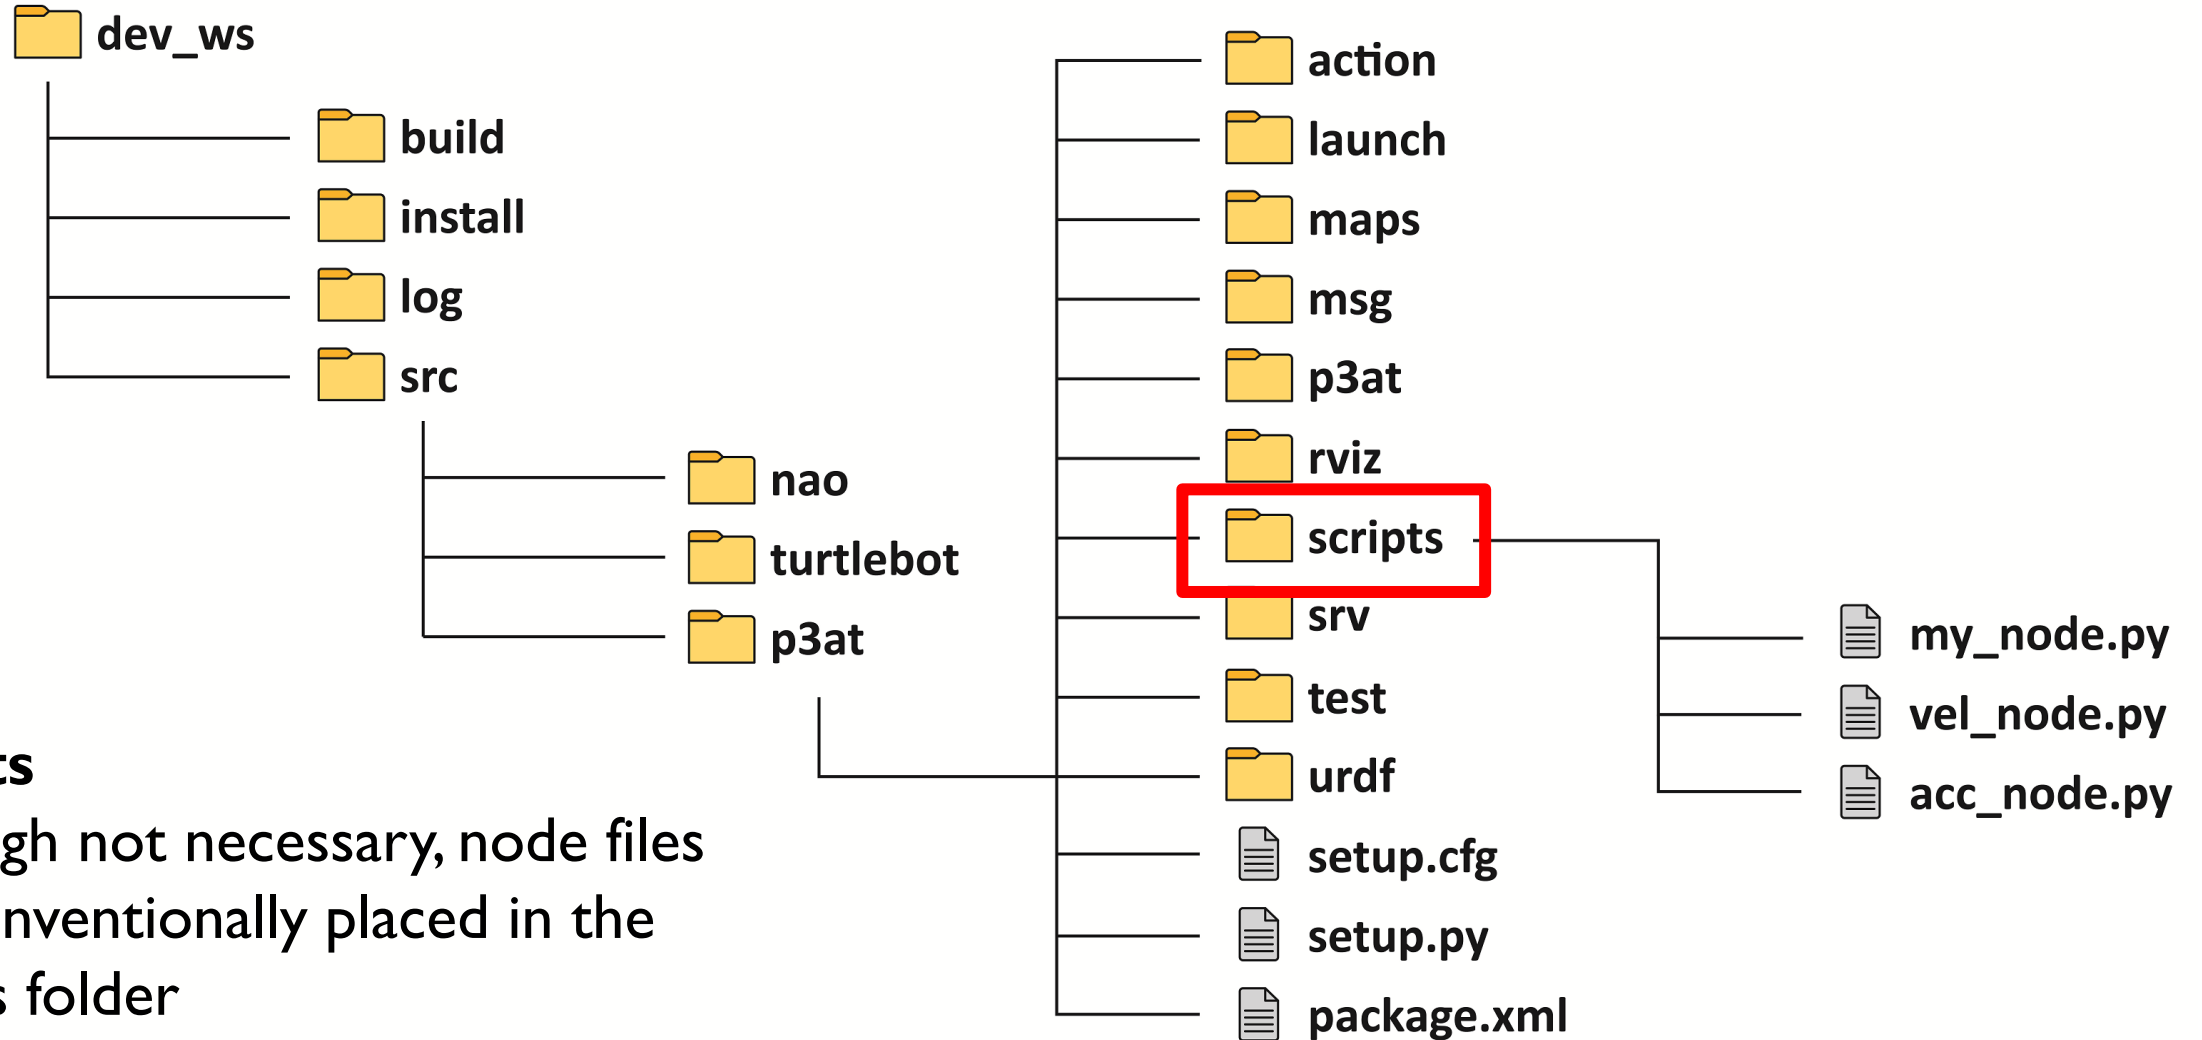 dev_ws
build
install
log
src
nao
turtlebot
p3at
action
launch
maps
msg
p3at
rviz
scripts
srv
test
urdf
setup.cfg
setup.py
package.xml
my_node.py
vel_node.py
acc_node.py
ts
gh not necessary, node files
nventionally placed in the
s folder